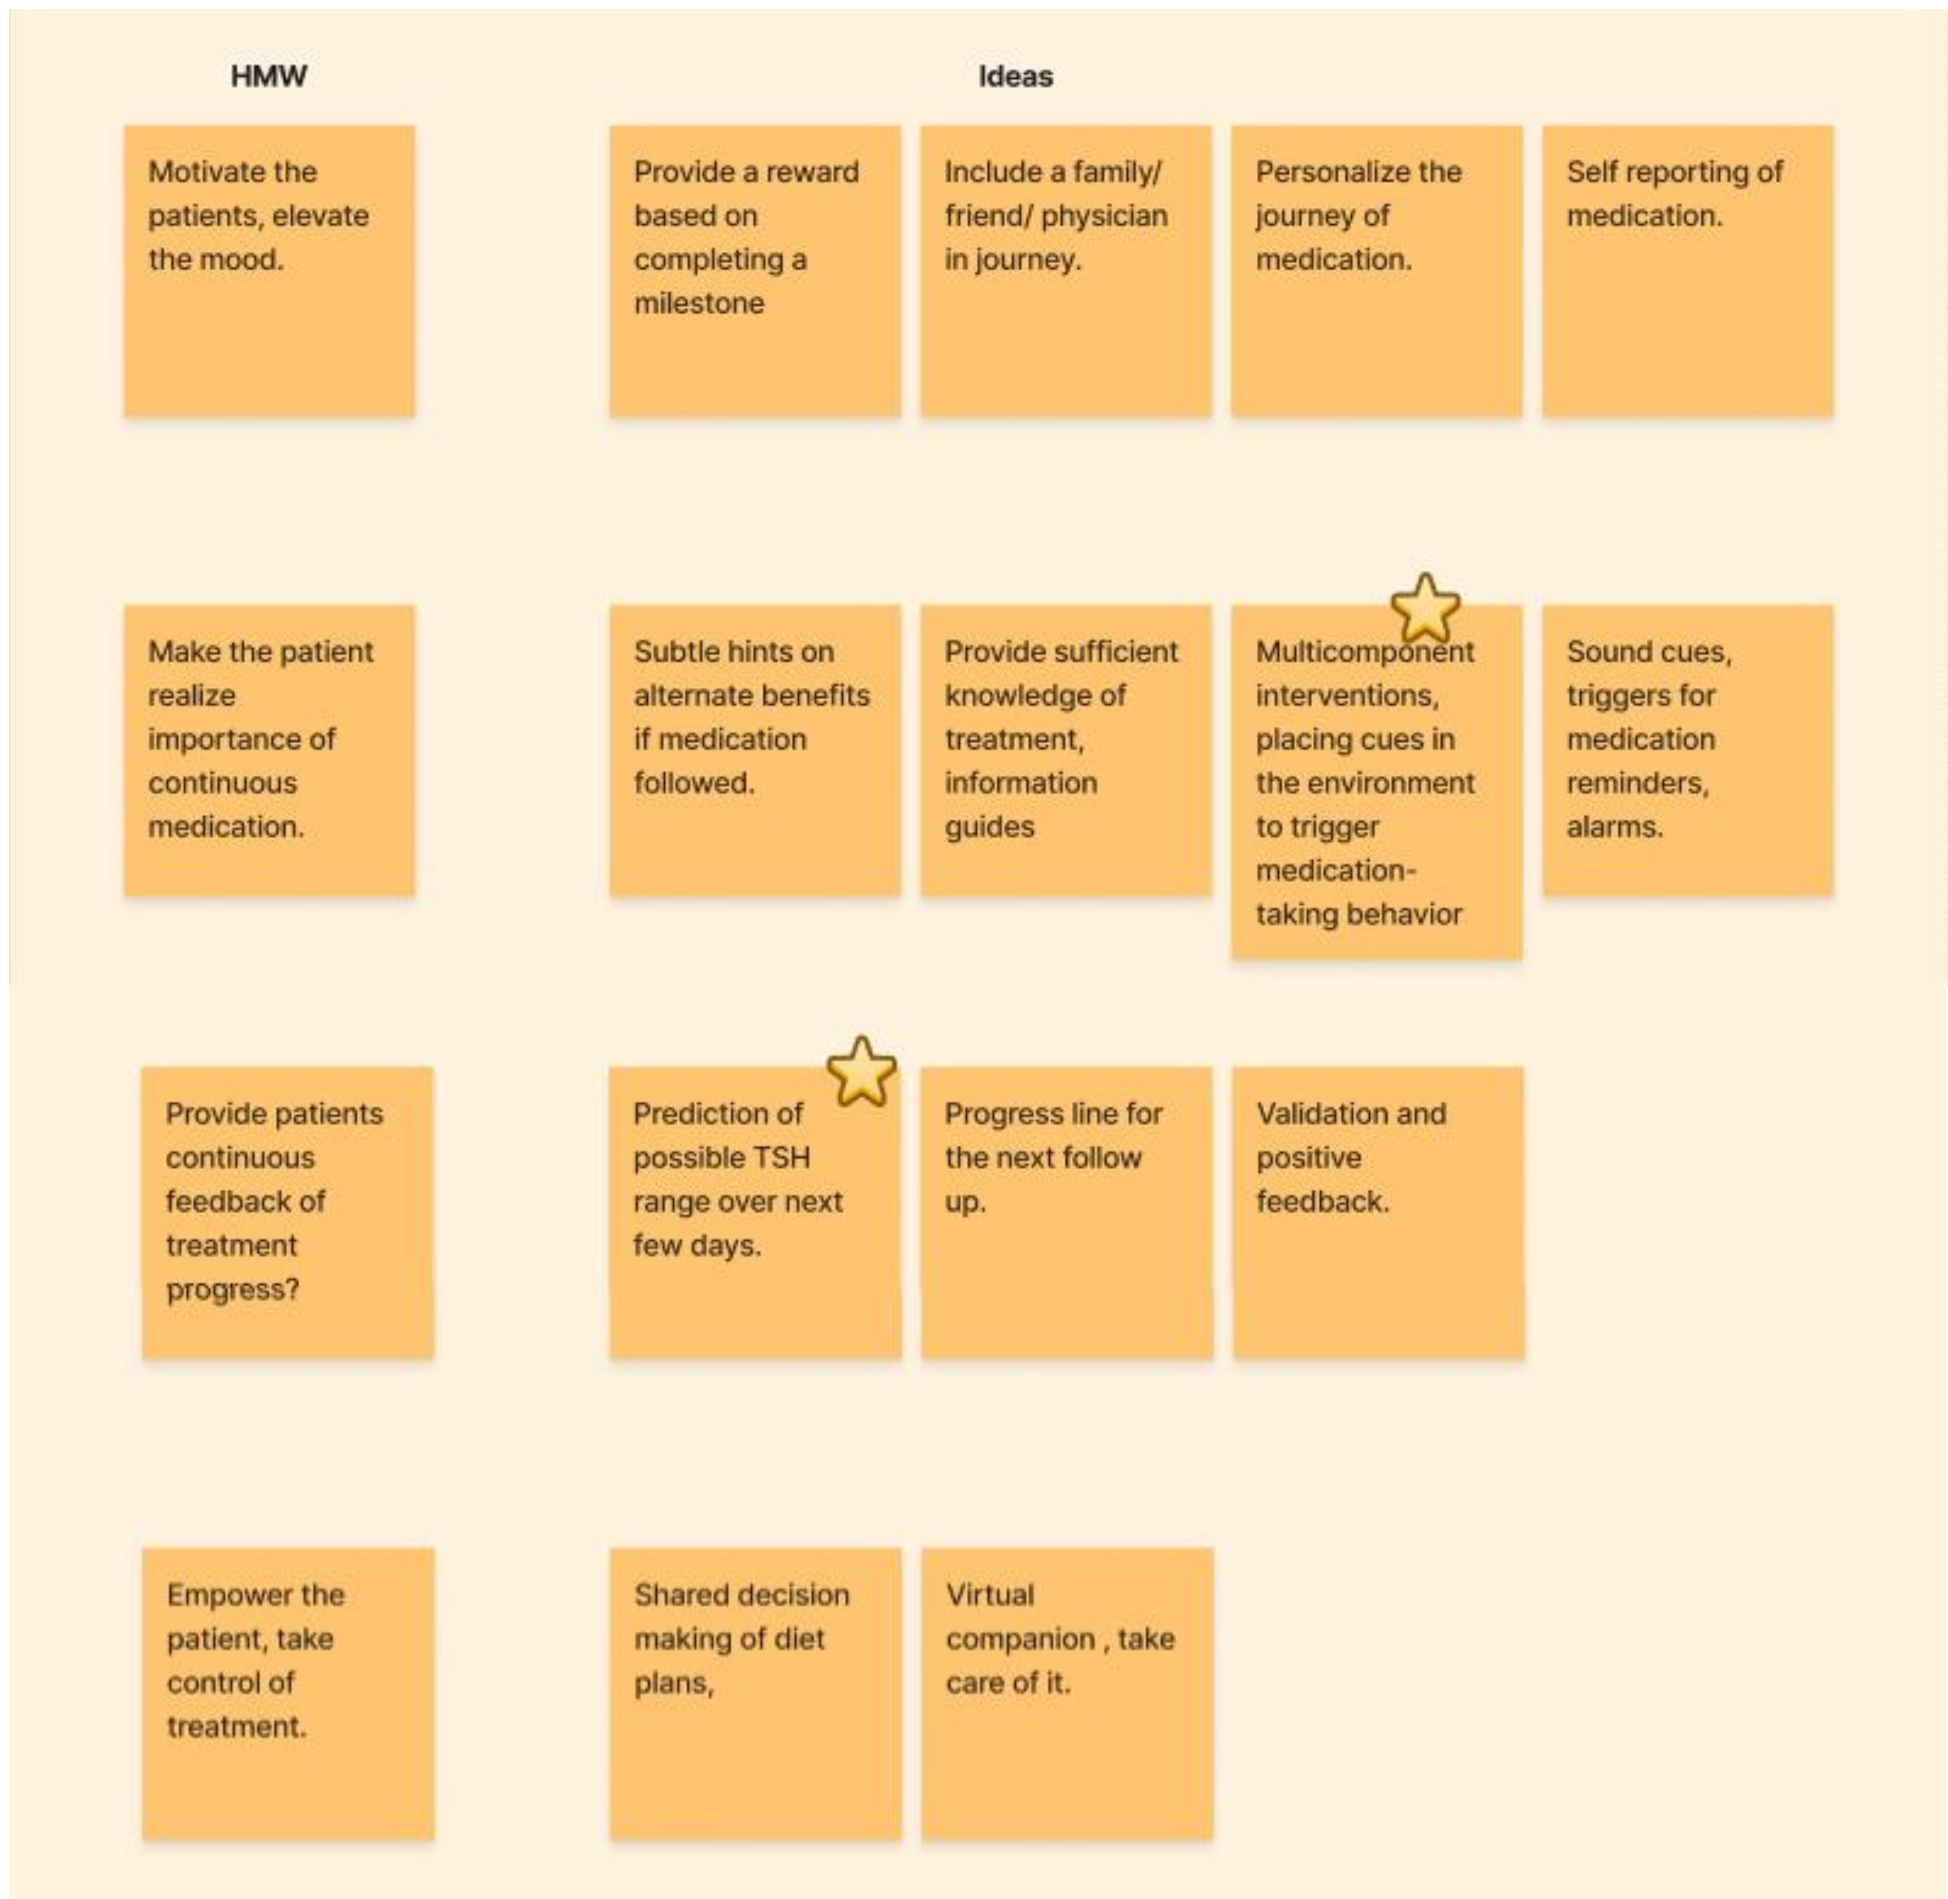 HMW
Ideas
Motivate the
patients, elevate
the mood.
Provide a reward
based on
completing a
milestone
Include a family/
friend/ physician
in journey.
Personalize the
journey of
medication.
Self reporting of
medication.
Make the patient
realize
importance of
continuous
medication.
Subtle hints on
alternate benefits
if medication
followed.
Provide sufficient
knowledge of
treatment,
information
guides
Multicomponent
interventions,
placing cues in
the environment
to trigger
medication-
taking behavior
Sound cues,
triggers for
medication
reminders,
alarms.
Provide patients
continuous
feedback of
treatment
progress?
Prediction of
possible TSH
range over next
few days.
Progress line for
the next follow
up.
Validation and
positive
feedback.
Empower the
patient, take
control of
treatment.
Shared decision
making of diet
plans,
Virtual
companion , take
care of it.